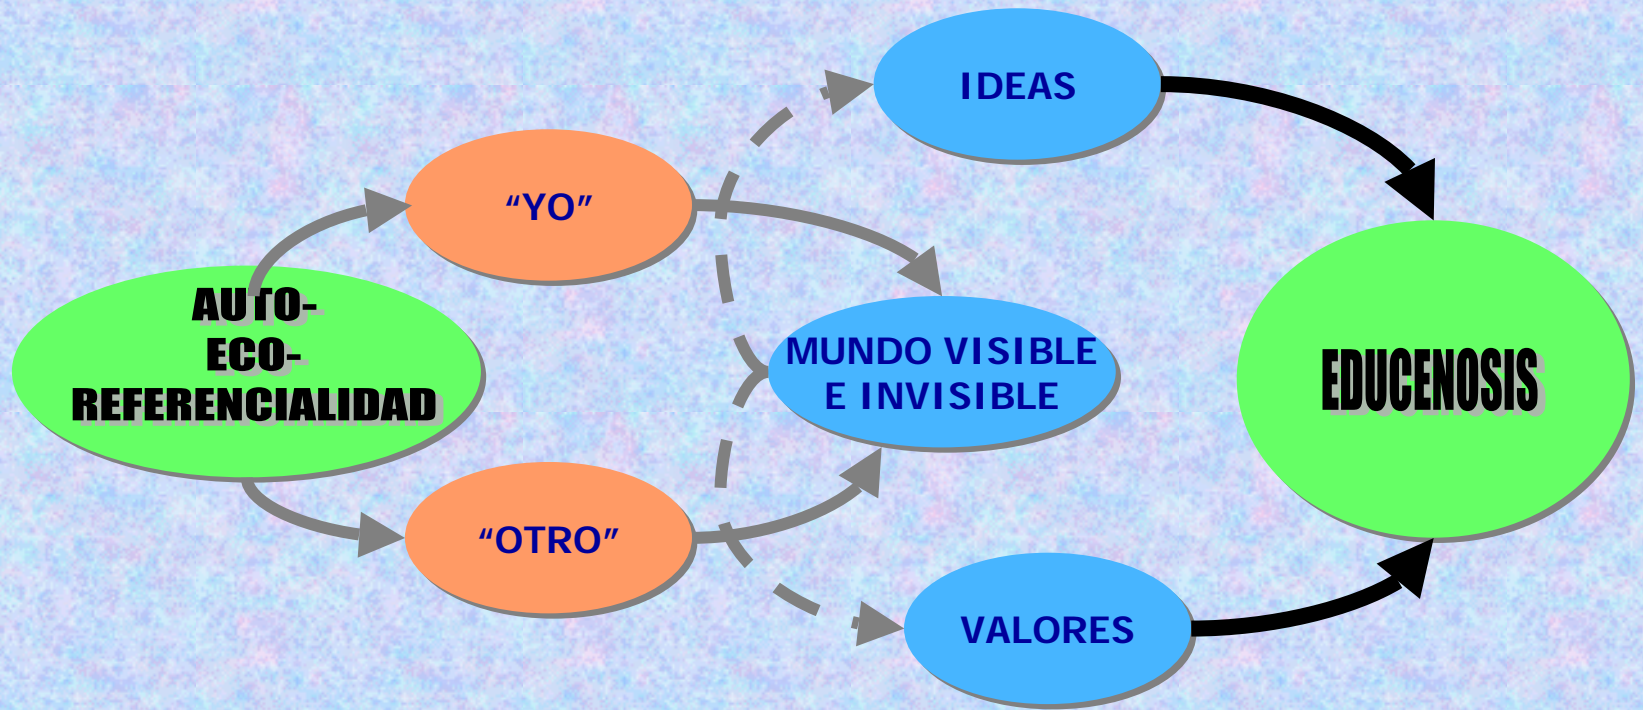 IDEAS
“YO”
AUTO-
ECO-
REFERENCIALIDAD
MUNDO VISIBLE
E INVISIBLE
EDUCENOSIS
“OTRO”
VALORES